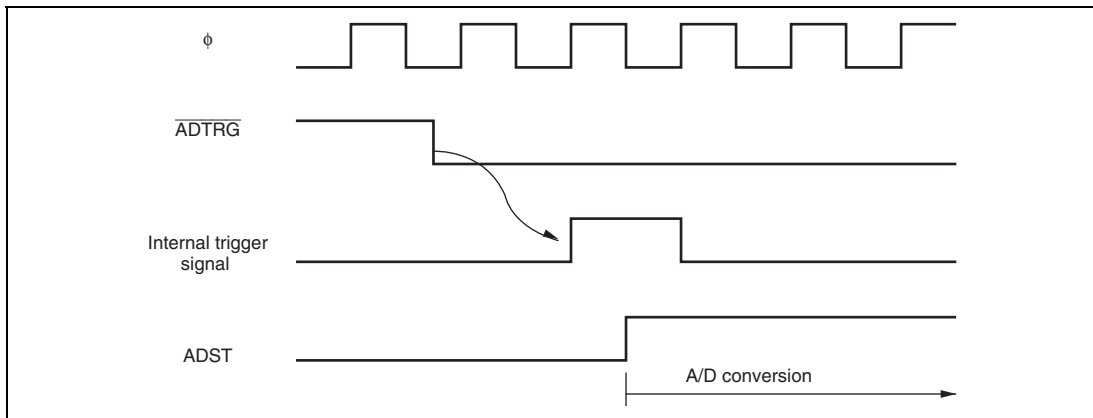 ϕ
ADTRG
Internal trigger
signal
ADST
A/D conversion